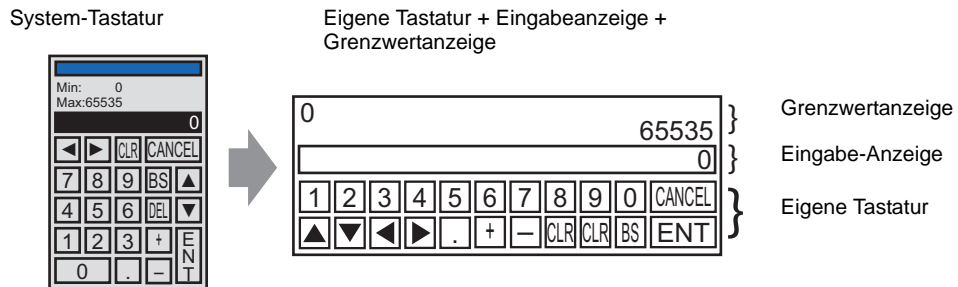 System-Tastatur
Eigene Tastatur + Eingabeanzeige +
Grenzwertanzeige
Min: 0
Max:65535
0
CLR CANCEL
7 8 9 BS
4 5 6 DEL
1 2 3 + ENT
0 . –
0
65535
0
1 2 3 4 5 6 7 8 9 0 CANCEL
. + – CLR CLR BS ENT
} Grenzwertanzeige
} Eingabe-Anzeige
} Eigene Tastatur